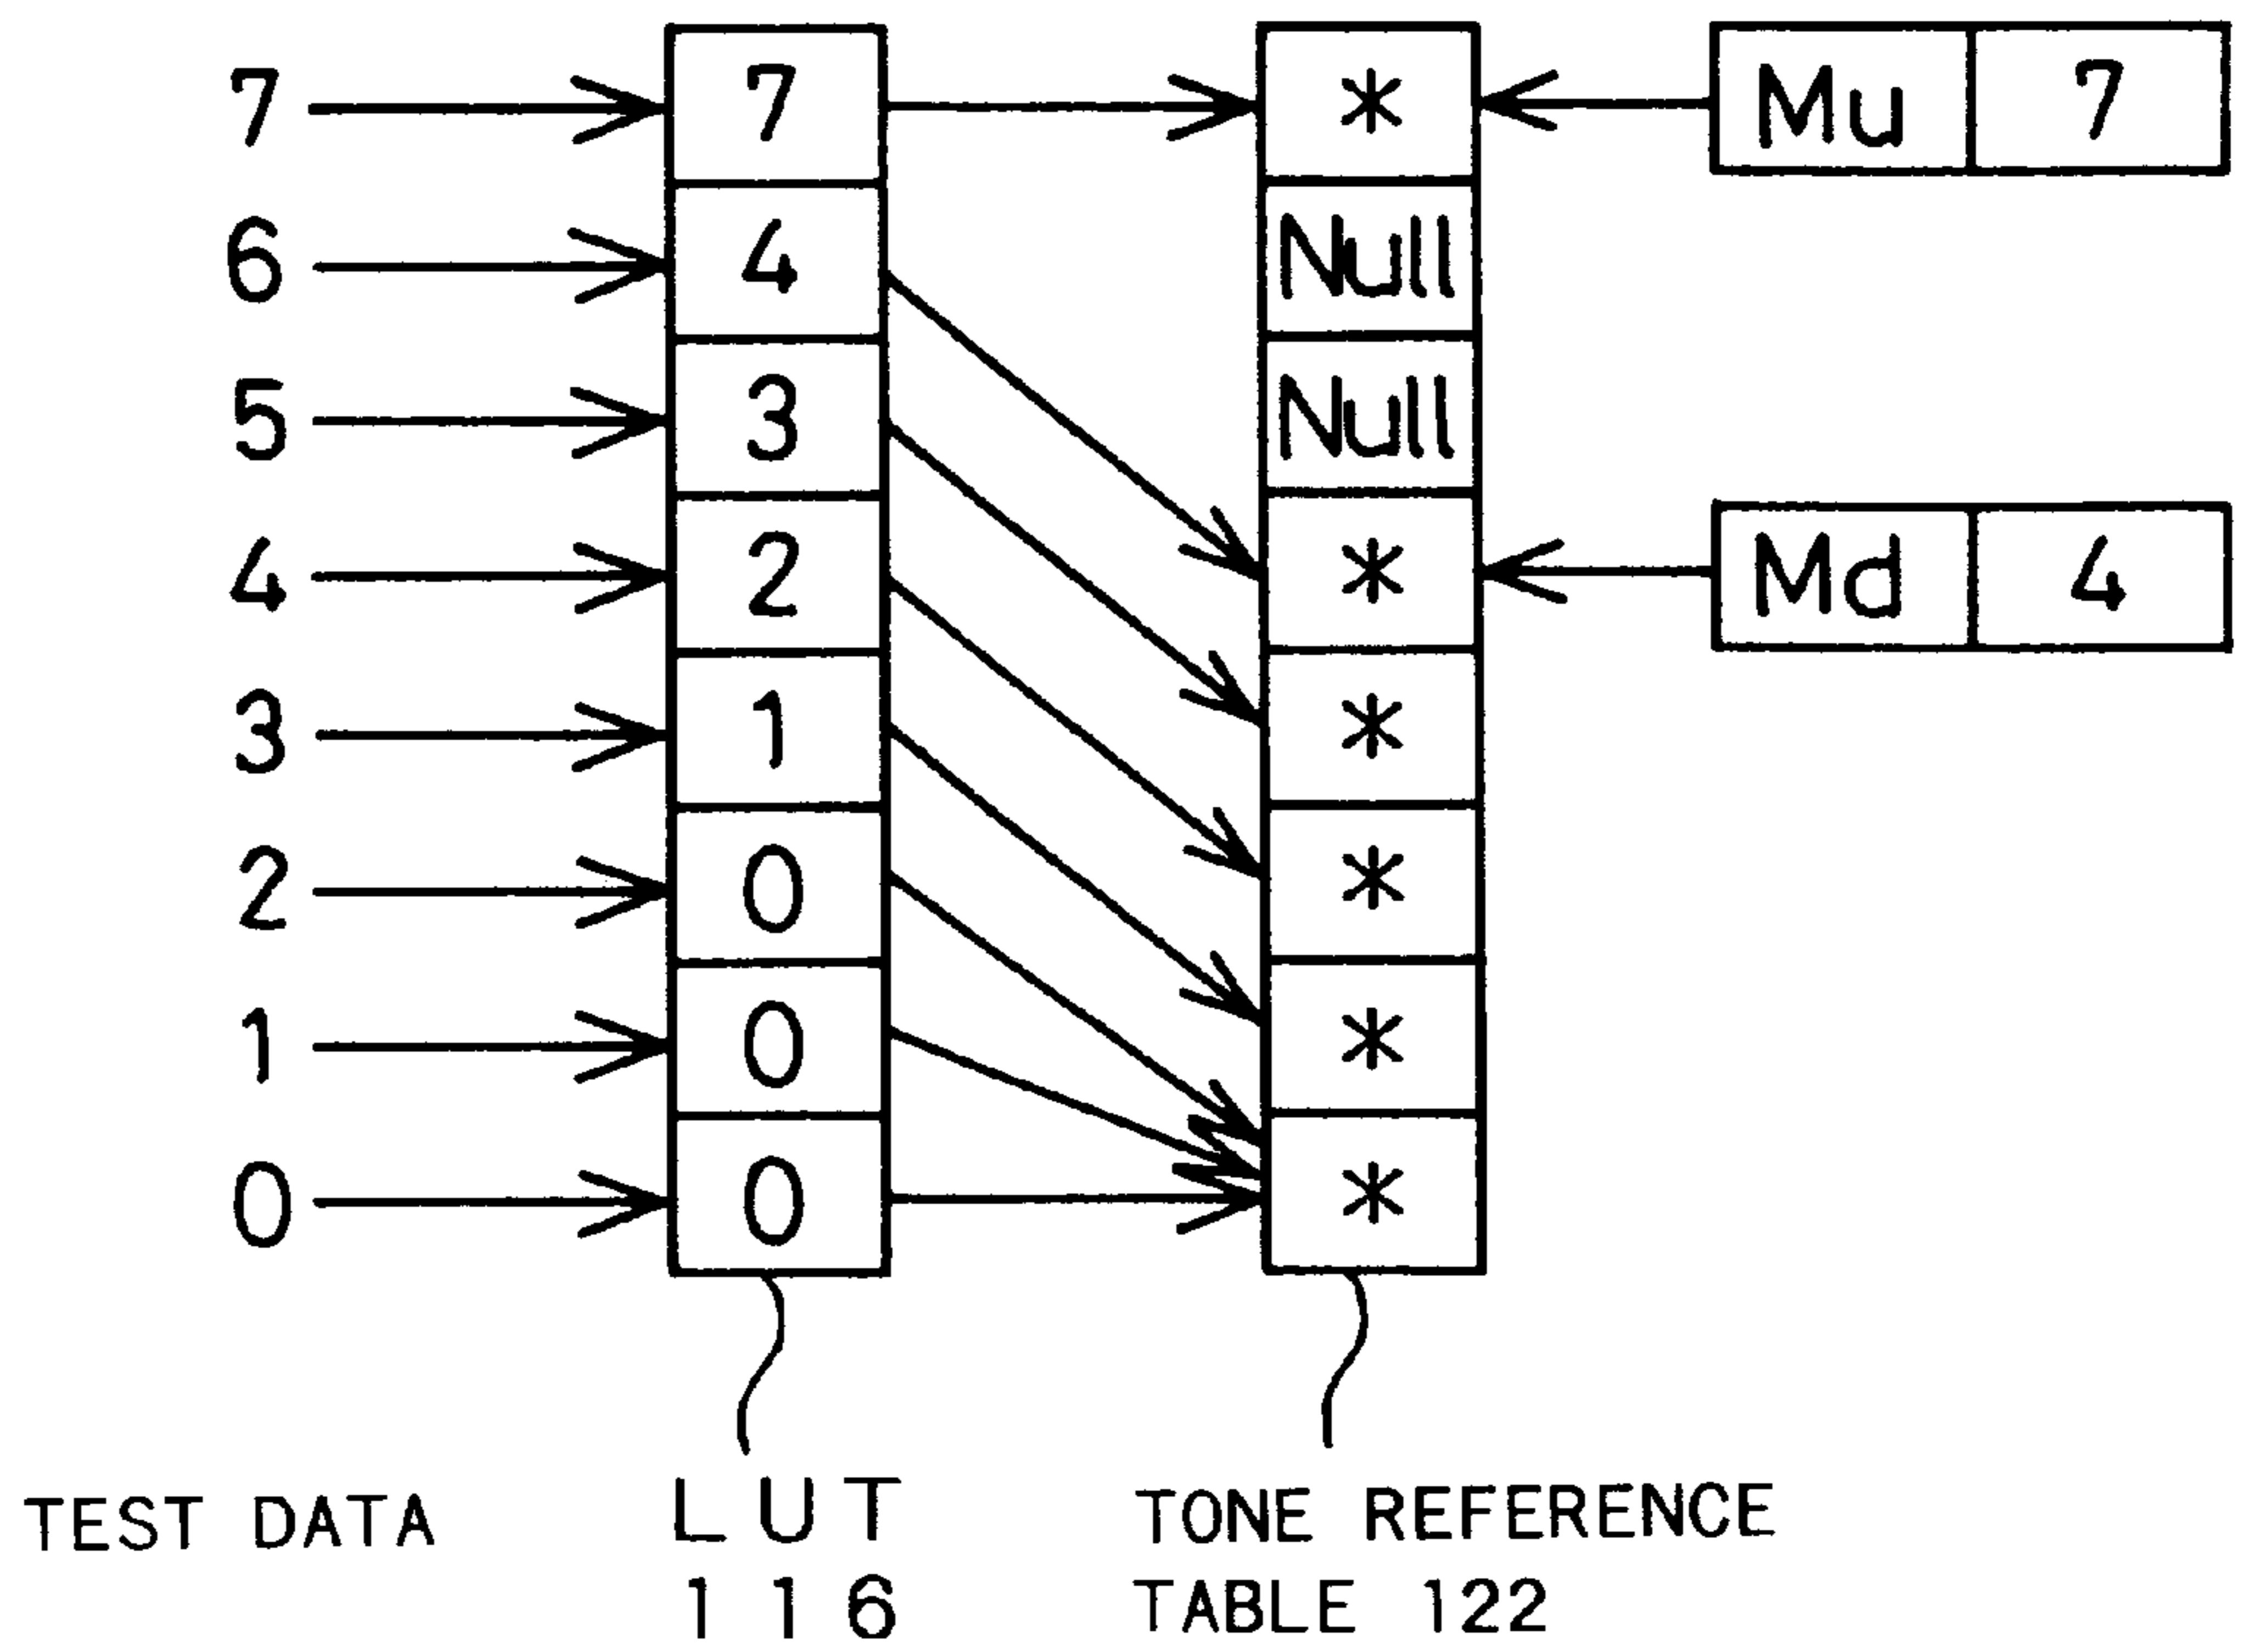 7 7 * Mu 7
6 4 Null
5 3 Null
4 2 * Md 4
3 1 *
2 0 *
1 0 *
0 0 *
TEST DATA LUT TONE REFERENCE
116 TABLE 122